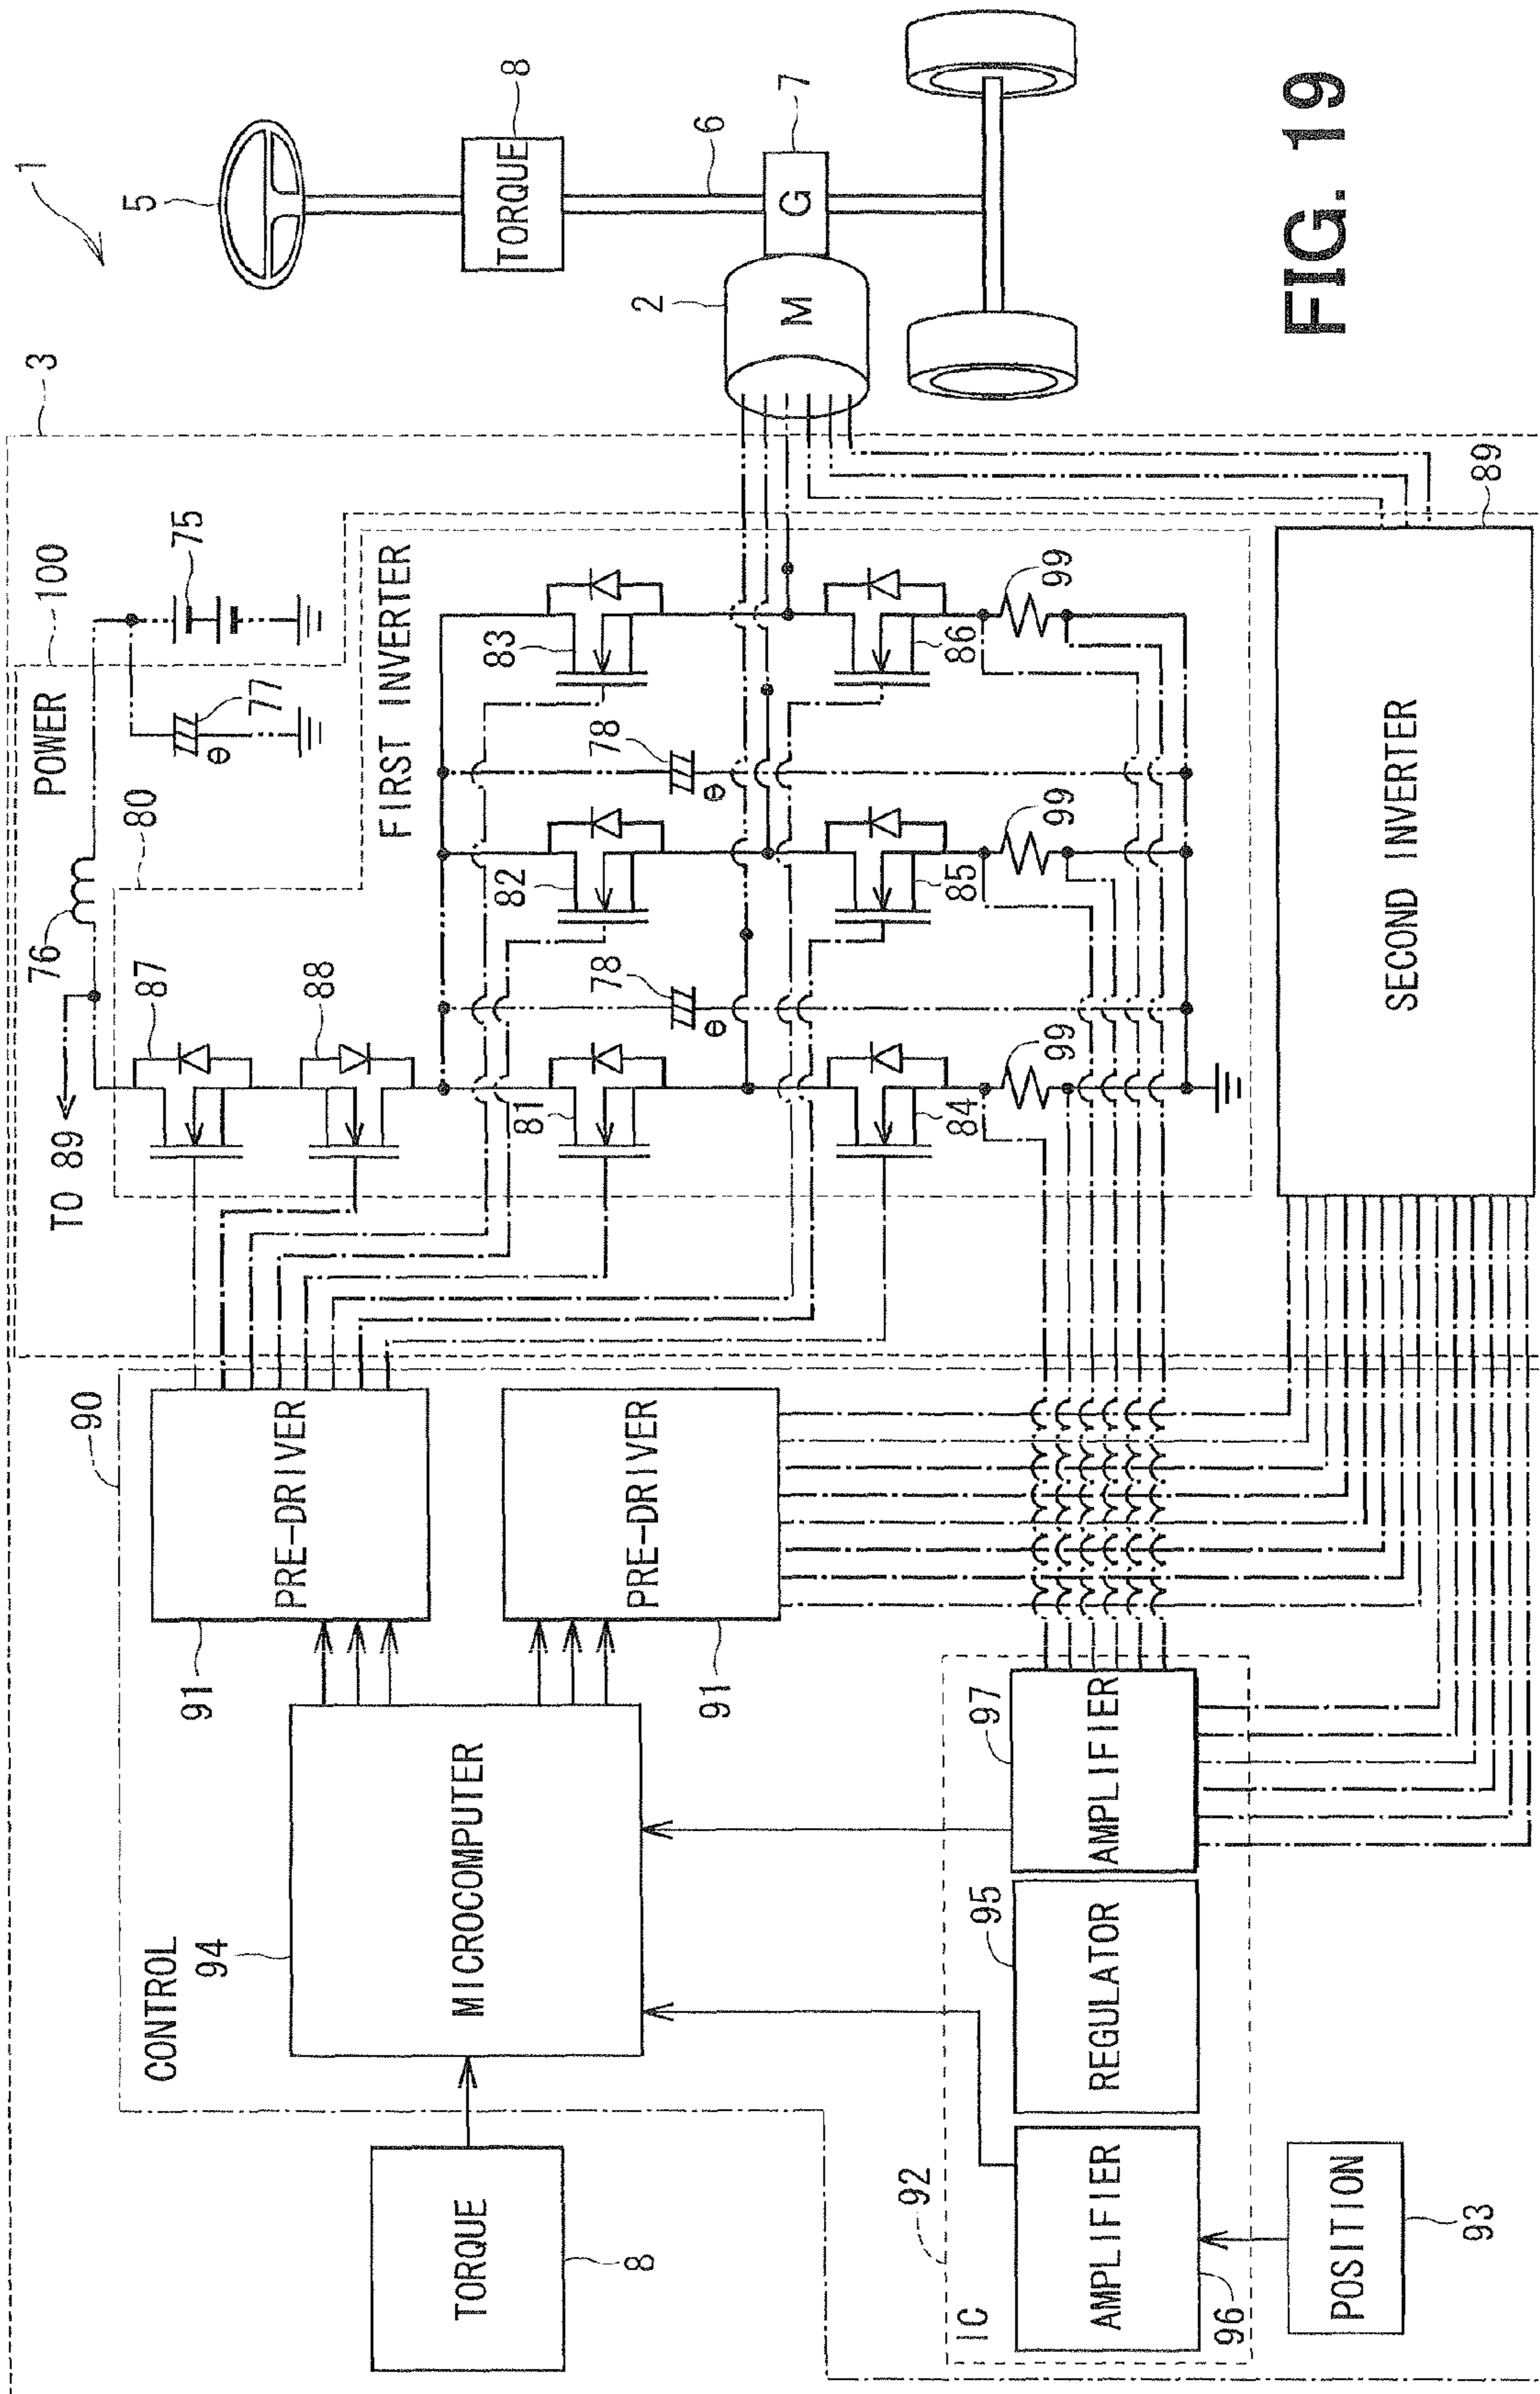 FIG. 19
1
3
100
POWER
75
77
76
TO 89
80
87
88
FIRST INVERTER
81
82
83
78
78
84
85
86
99
99
99
SECOND INVERTER
89
5
TORQUE
8
6
G
7
M
2
90
CONTROL
PRE-DRIVER
91
PRE-DRIVER
91
MICROCOMPUTER
94
TORQUE
8
92
IC
AMPLIFIER
97
REGULATOR
95
AMPLIFIER
96
POSITION
93